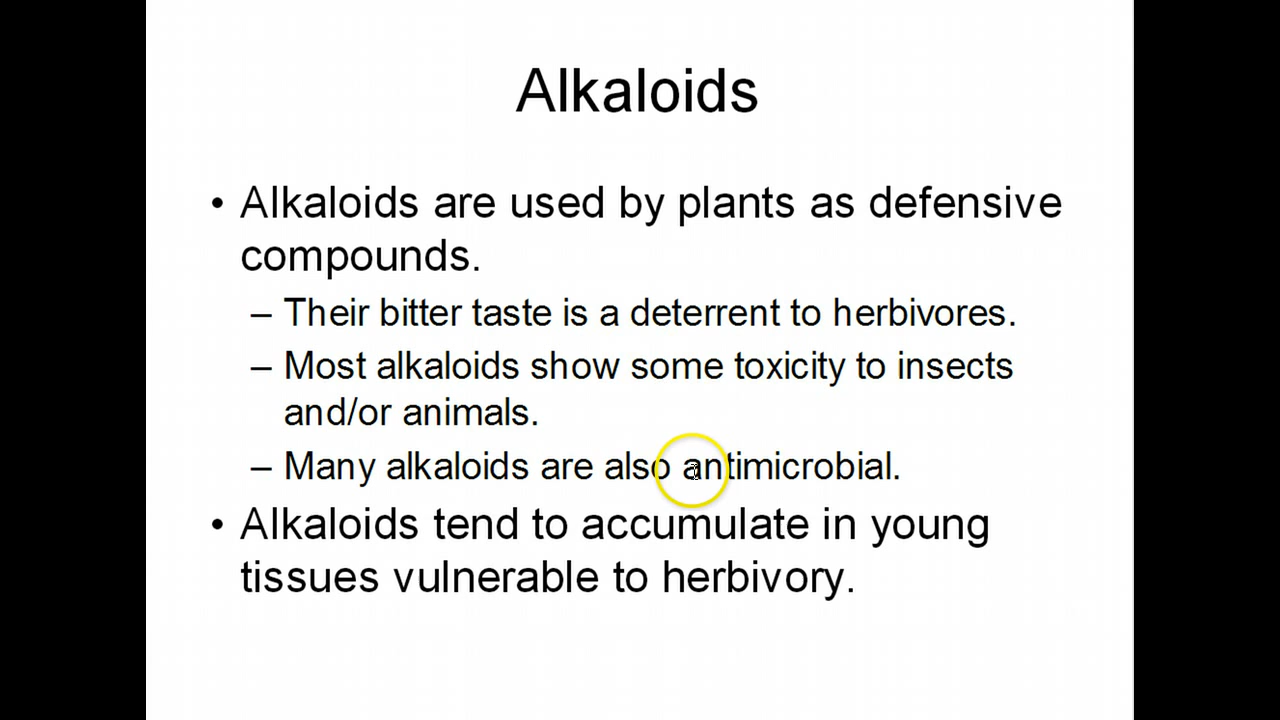 Alkaloids
• Alkaloids are used by plants as defensive
compounds.
– Their bitter taste is a deterrent to herbivores.
– Most alkaloids show some toxicity to insects
and/or animals.
– Many alkaloids are also antimicrobial.
• Alkaloids tend to accumulate in young
tissues vulnerable to herbivory.